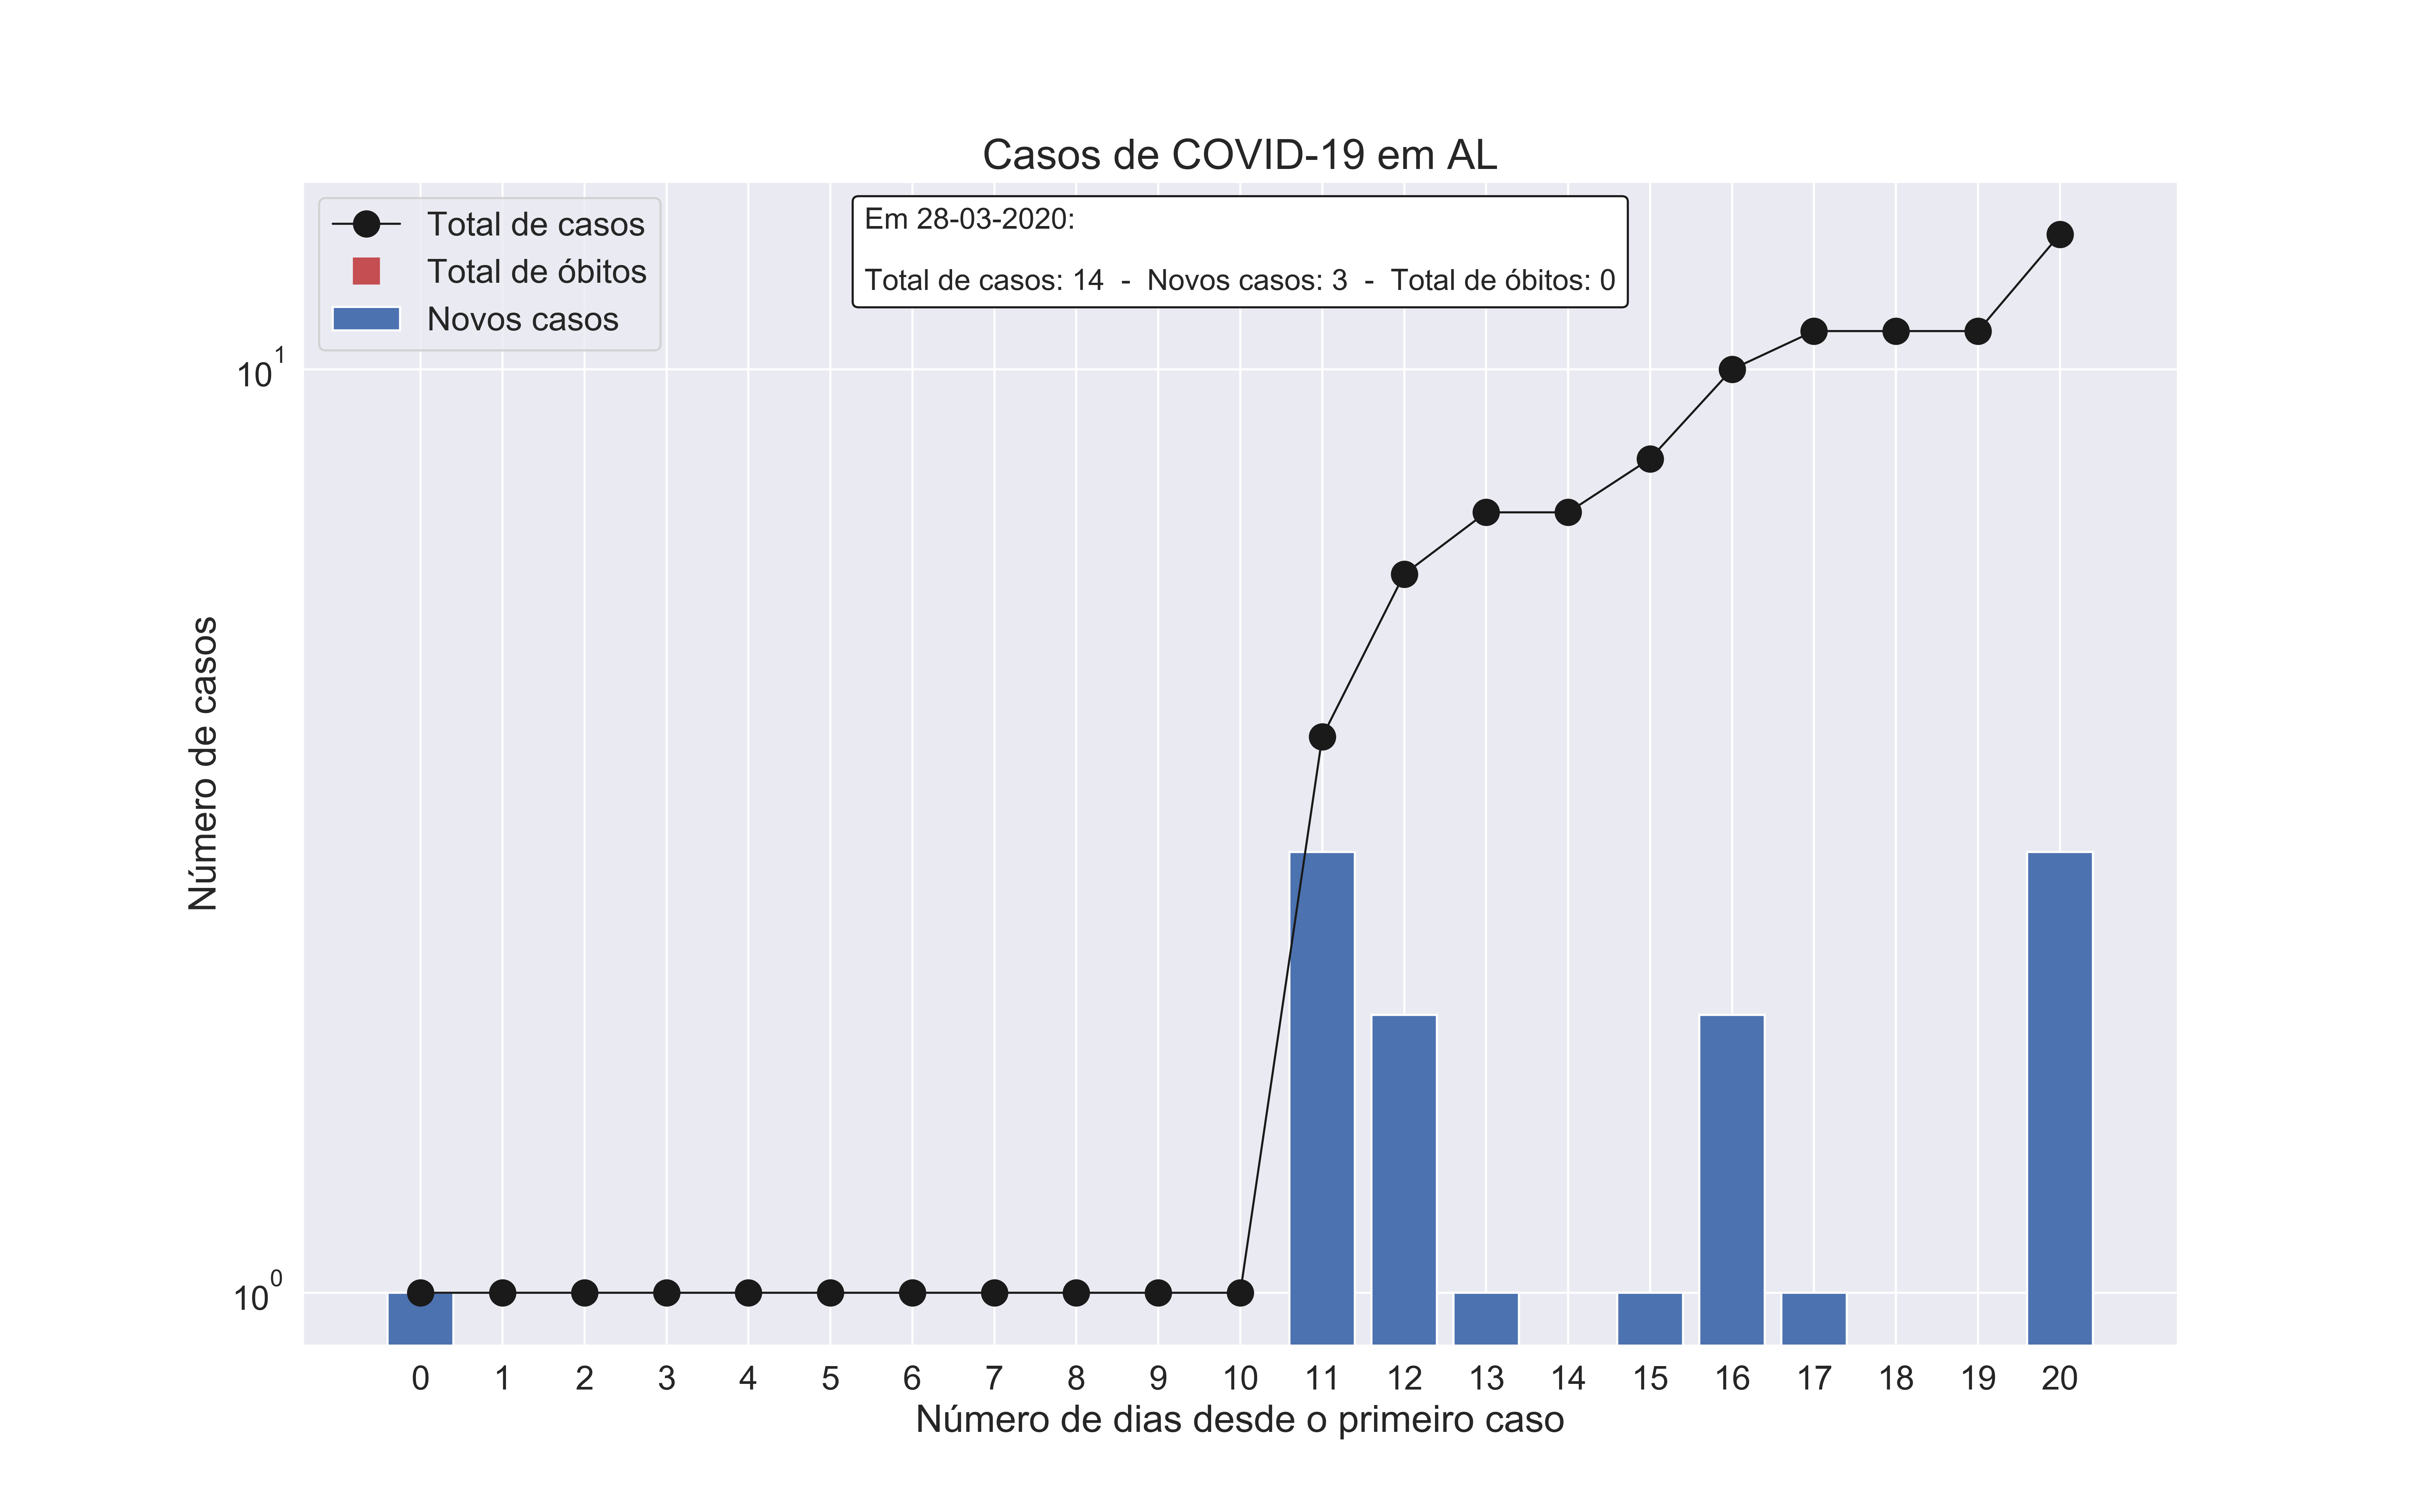 Casos de COVID-19 em AL
Total de casos
Total de óbitos
Novos casos
Em 28-03-2020:
Total de casos: 14 - Novos casos: 3 - Total de óbitos: 0
Número de casos
10^1
10^0
0 1 2 3 4 5 6 7 8 9 10 11 12 13 14 15 16 17 18 19 20
Número de dias desde o primeiro caso